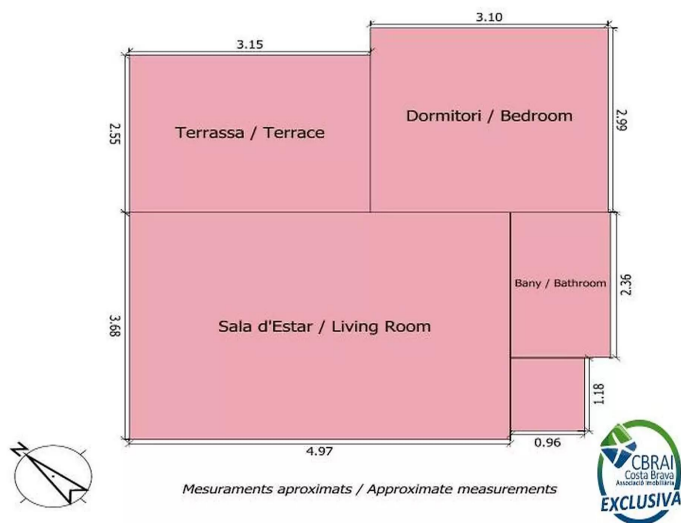 3.15
3.10
2.55
Terrassa / Terrace
Dormitori / Bedroom
2.99
3.68
Sala d'Estar / Living Room
Bany / Bathroom
2.36
1.18
4.97
0.96
N
Mesuraments aproximats / Approximate measurements
CBRAI
Costa Brava
Associació Imobiliària
EXCLUSIVA